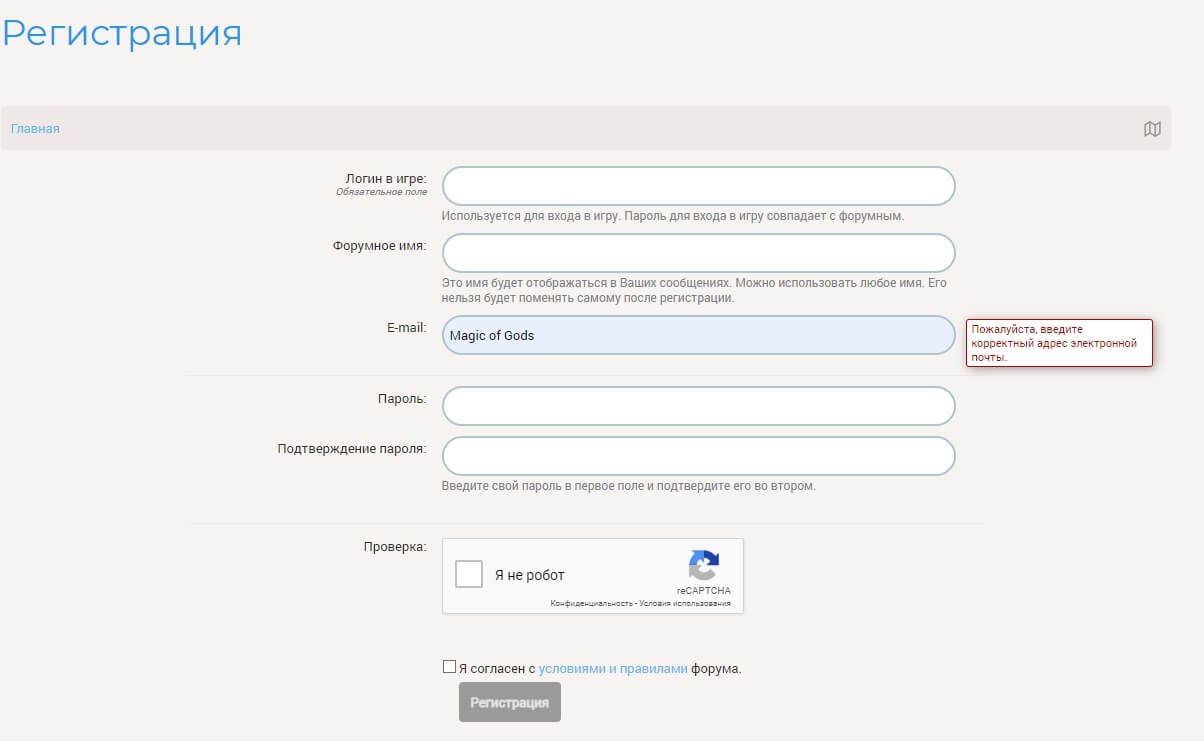 Регистрация
Главная
Логин в игре:
Обязательное поле
Используется для входа в игру. Пароль для входа в игру совпадает с форумным.
Форумное имя:
Это имя будет отображаться в Ваших сообщениях. Можно использовать любое имя. Его
нельзя будет поменять самому после регистрации.
E-mail:
Magic of Gods
Пожалуйста, введите
корректный адрес электронной
почты.
Пароль:
Подтверждение пароля:
Введите свой пароль в первое поле и подтвердите его во втором.
Проверка:
Я не робот
reCAPTCHA
Конфиденциальность - Условия использования
Я согласен с условиями и правилами форума.
Регистрация